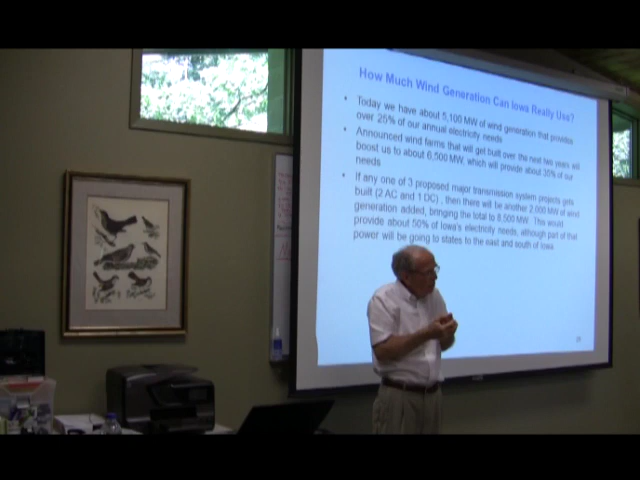 How Much Wind Generation Can Iowa Really Use?
• Today we have about 5,100 MW of wind generation that provides
over 25% of our annual electricity needs
• Announced wind farms that will get built over the next two years will
boost us to about 6,500 MW, which will provide about 35% of our
needs
• If any one of 3 proposed major transmission system projects gets
built (2 AC and 1 DC) , then there will be another 2,000 MW of wind
generation added, bringing the total to 8,500 MW. This would
provide about 50% of Iowa's electricity needs, although part of that
power will be going to states to the east and south of Iowa